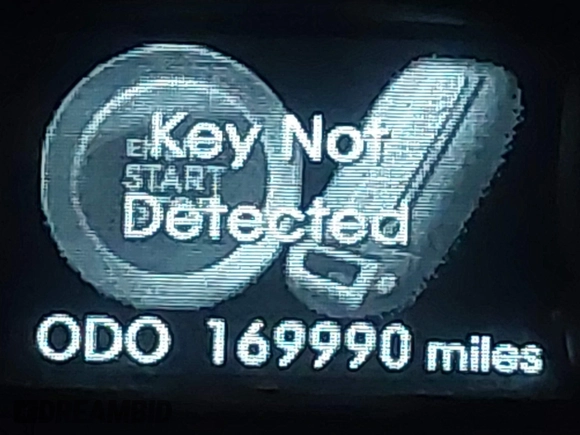 Key Not
START
Detected
ODO 169990 miles